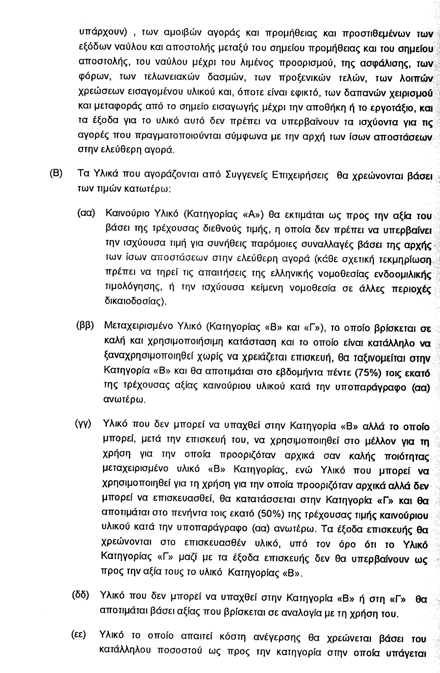 υπάρχουν) , των αμοιβών αγοράς και προμήθειας και προστιθεμένων των
εξόδων ναύλου και αποστολής μεταξύ του σημείου προμήθειας και του σημείου
αποστολής, του ναύλου μέχρι του λιμένος προορισμού, της ασφάλισης, των
φόρων, των τελωνειακών δασμών, των προξενικών τελών, των λοιπών
χρεώσεων εισαγομένου υλικού και, όποτε είναι εφικτό, των δαπανών χειρισμού
και μεταφοράς από το σημείο εισαγωγής μέχρι την αποθήκη ή το εργοτάξιο, και
τα έξοδα για το υλικό αυτό δεν πρέπει να υπερβαίνουν τα ισχύοντα για τις
αγορές που πραγματοποιούνται σύμφωνα με την αρχή των ίσων αποστάσεων
στην ελεύθερη αγορά.
(Β) Τα Υλικά που αγοράζονται από Συγγενείς Επιχειρήσεις θα χρεώνονται βάσει
των τιμών κατωτέρω:
(αα) Καινούριο Υλικό (Κατηγορίας «Α») θα εκτιμάται ως προς την αξία του
βάσει της τρέχουσας διεθνούς τιμής, η οποία δεν πρέπει να υπερβαίνει
την ισχύουσα τιμή για συνήθεις παρόμοιες συναλλαγές βάσει της αρχής
των ίσων αποστάσεων στην ελεύθερη αγορά (κάθε σχετική τεκμηρίωση
πρέπει να τηρεί τις απαιτήσεις της ελληνικής νομοθεσίας ενδοομιλικής
τιμολόγησης, ή την ισχύουσα κείμενη νομοθεσία σε άλλες περιοχές
δικαιοδοσίας).
(ββ) Μεταχειρισμένο Υλικό (Κατηγορίας «Β» και «Γ»), το οποίο βρίσκεται σε
καλή και χρησιμοποιήσιμη κατάσταση και το οποίο είναι κατάλληλο να
ξαναχρησιμοποιηθεί χωρίς να χρειάζεται επισκευή, θα ταξινομείται στην
Κατηγορία «Β» και θα αποτιμάται στο εβδομήντα πέντε (75%) τοις εκατό
της τρέχουσας αξίας καινούριου υλικού κατά την υποπαράγραφο (αα)
ανωτέρω.
(γγ) Υλικό που δεν μπορεί να υπαχθεί στην Κατηγορία «Β» αλλά το οποίο
μπορεί, μετά την επισκευή του, να χρησιμοποιηθεί στο μέλλον για τη
χρήση για την οποία προοριζόταν αρχικά σαν καλής ποιότητας
μεταχειρισμένο υλικό «Β» Κατηγορίας, ενώ Υλικό που μπορεί να
χρησιμοποιηθεί για τη χρήση για την οποία προοριζόταν αρχικά αλλά δεν
μπορεί να επισκευασθεί, θα κατατάσσεται στην Κατηγορία «Γ» και θα
αποτιμάται στο πενήντα τοις εκατό (50%) της τρέχουσας τιμής καινούριου
υλικού κατά την υποπαράγραφο (αα) ανωτέρω. Τα έξοδα επισκευής θα
χρεώνονται στο επισκευασθέν υλικό, υπό τον όρο ότι το Υλικό
Κατηγορίας «Γ» μαζί με τα έξοδα επισκευής δεν θα υπερβαίνουν ως
προς την αξία τους το υλικό Κατηγορίας «Β».
(δδ) Υλικό που δεν μπορεί να υπαχθεί στην Κατηγορία «Β» ή στη «Γ» θα
αποτιμάται βάσει αξίας που βρίσκεται σε αναλογία με τη χρήση του.
(εε) Υλικό το οποίο απαιτεί κόστη ανέγερσης θα χρεώνεται βάσει του
κατάλληλου ποσοστού ως προς την κατηγορία στην οποία υπάγεται